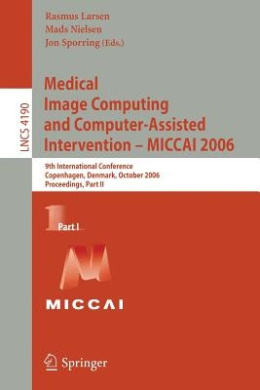 Rasmus Larsen
Mads Nielsen
Jon Sporring (Eds.)
LNCS 4190
Medical
Image Computing
and Computer-Assisted
Intervention – MICCAI 2006
9th International Conference
Copenhagen, Denmark, October 2006
Proceedings, Part II
1
Part I
MICCAI
Springer